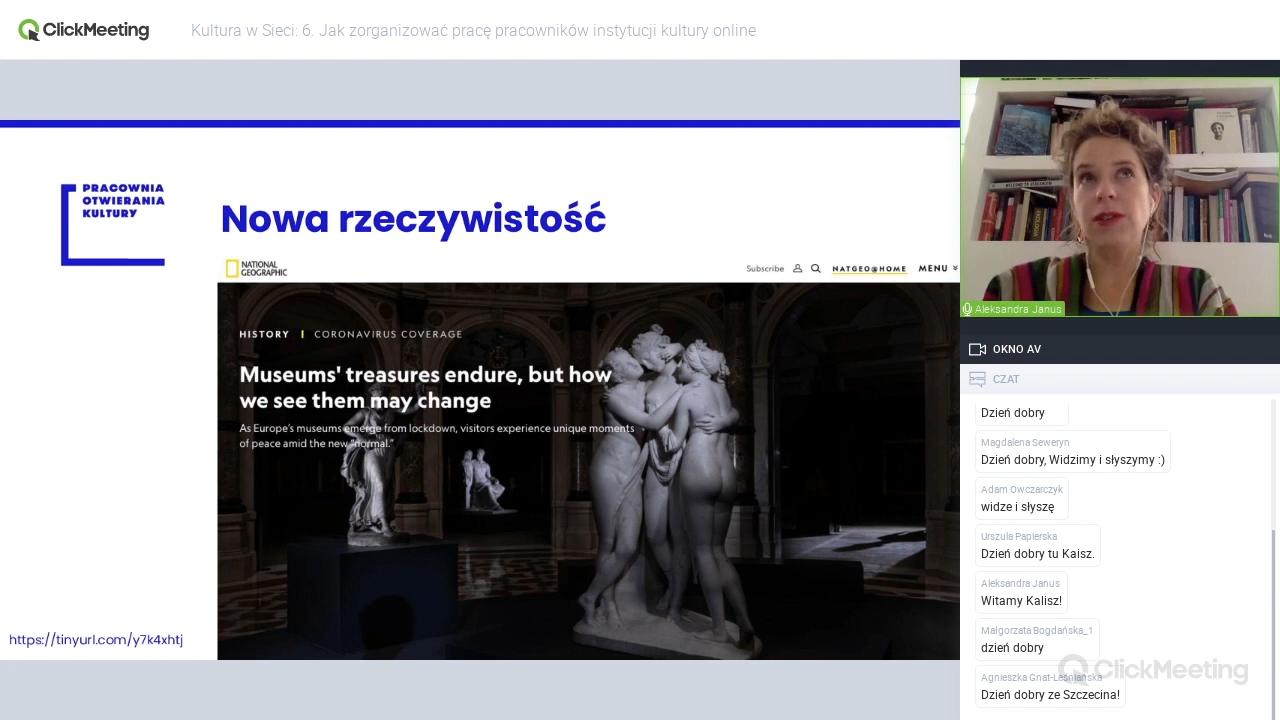 ClickMeeting
Kultura w Sieci: 6. Jak zorganizować pracę pracowników instytucji kultury online
PRACOWNIA
OTWIERANIA
KULTURY
Nowa rzeczywistość
NATIONAL
GEOGRAPHIC
Subscribe
NATGEO@HOME
MENU
HISTORY | CORONAVIRUS COVERAGE
Museums' treasures endure, but how
we see them may change
As Europe's museums emerge from lockdown, visitors experience unique moments
of peace amid the new "normal."
https://tinyurl.com/y7k4xhtj
Aleksandra Janus
OKNO AV
CZAT
Dzień dobry
Magdalena Seweryn
Dzień dobry, Widzimy i słyszymy :)
Adam Owczarczyk
widze i słyszę
Urszula Papierska
Dzień dobry tu Kaisz.
Aleksandra Janus
Witamy Kalisz!
Małgorzata Bogdańska_1
dzień dobry
Agnieszka Gnat-Leśniańska
Dzień dobry ze Szczecina!
ClickMeeting